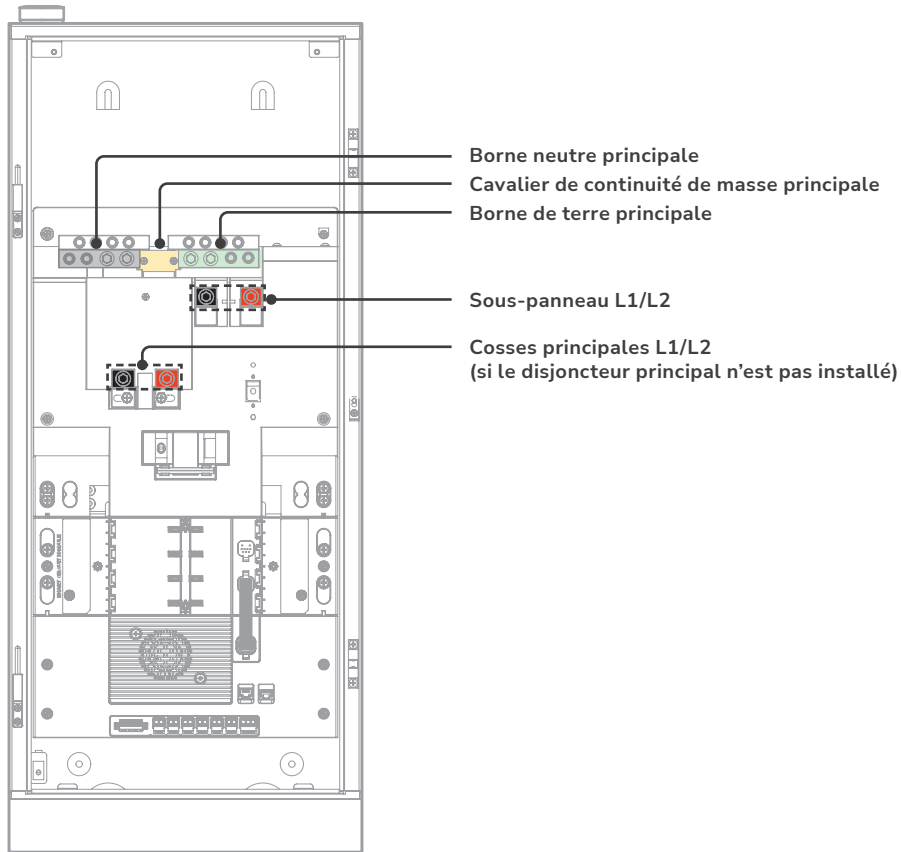 Borne neutre principale
Cavalier de continuité de masse principale
Borne de terre principale
Sous-panneau L1/L2
Cosses principales L1/L2
(si le disjoncteur principal n’est pas installé)